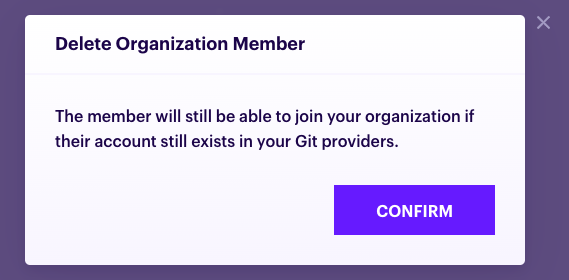 Delete Organization Member
The member will still be able to join your organization if
their account still exists in your Git providers.
CONFIRM